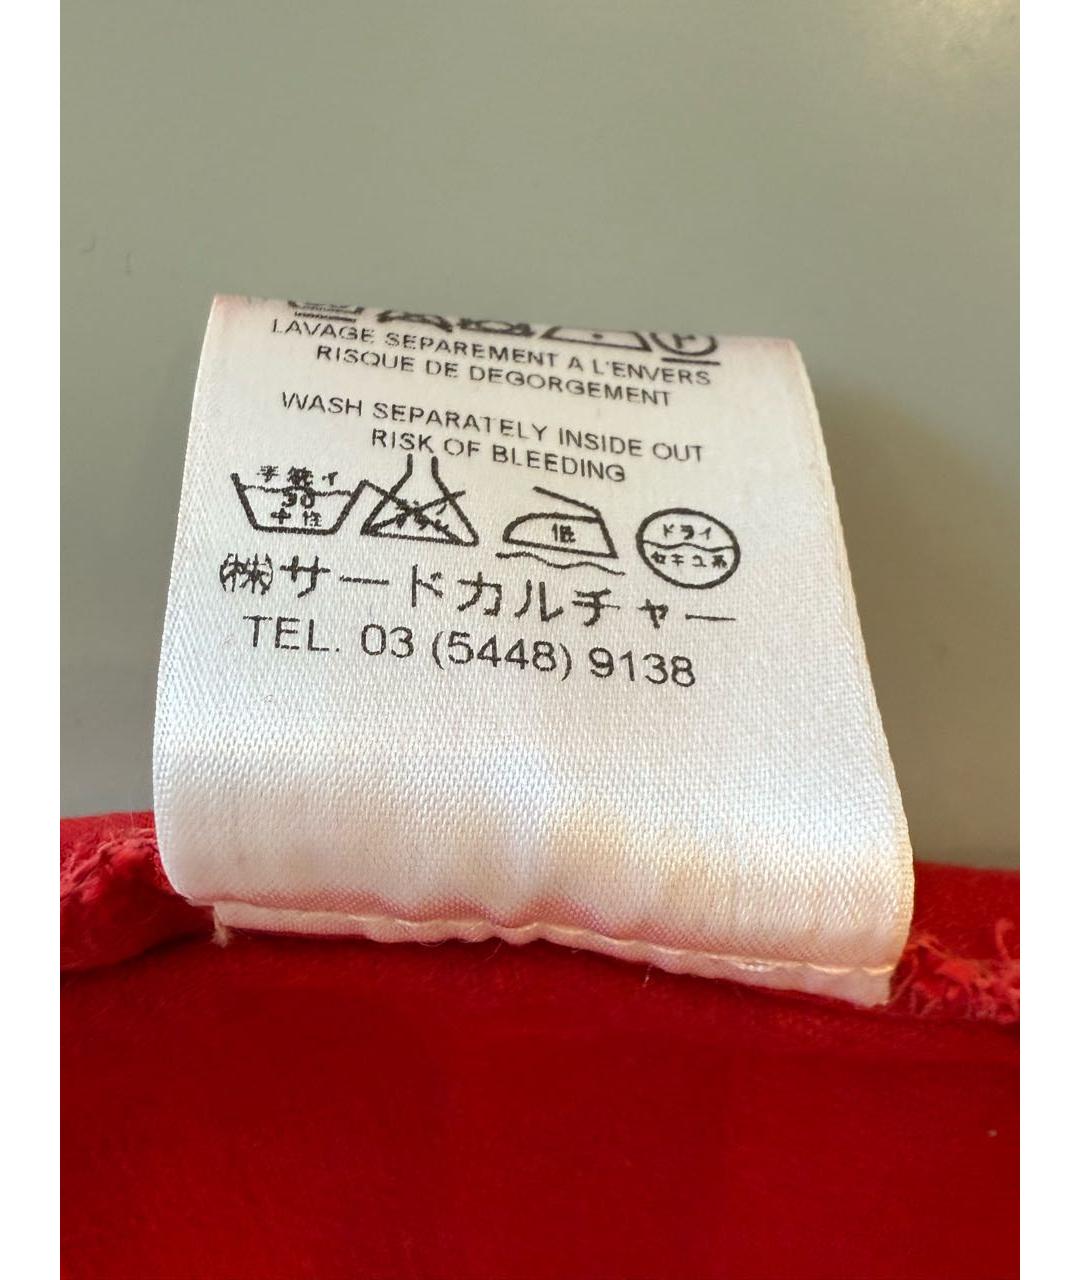 LAVAGE SEPAREMENT A L'ENVERS
RISQUE DE DEGORGEMENT
WASH SEPARATELY INSIDE OUT
RISK OF BLEEDING
手洗イ
30
中性
低
ドライ
セキユ系
(株)サードカルチャー
TEL. 03 (5448) 9138